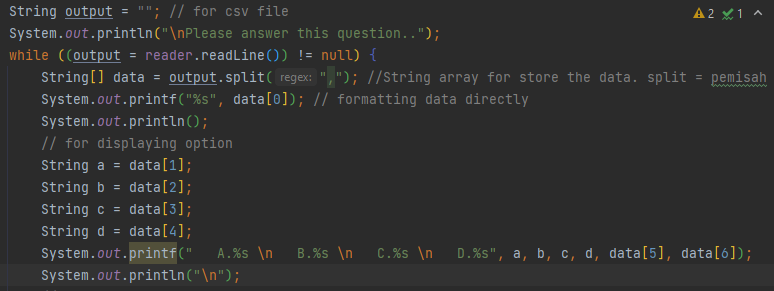 String output = ""; // for csv file
2 1
System.out.println("\nPlease answer this question..");
while ((output = reader.readLine()) != null) {
String[] data = output.split( regex: ","); //String array for store the data. split = pemisah
System.out.printf("%s", data[0]); // formatting data directly
System.out.println();
// for displaying option
String a = data[1];
String b = data[2];
String c = data[3];
String d = data[4];
System.out.printf("   A.%s \n   B.%s \n   C.%s \n   D.%s", a, b, c, d, data[5], data[6]);
System.out.println("\n");